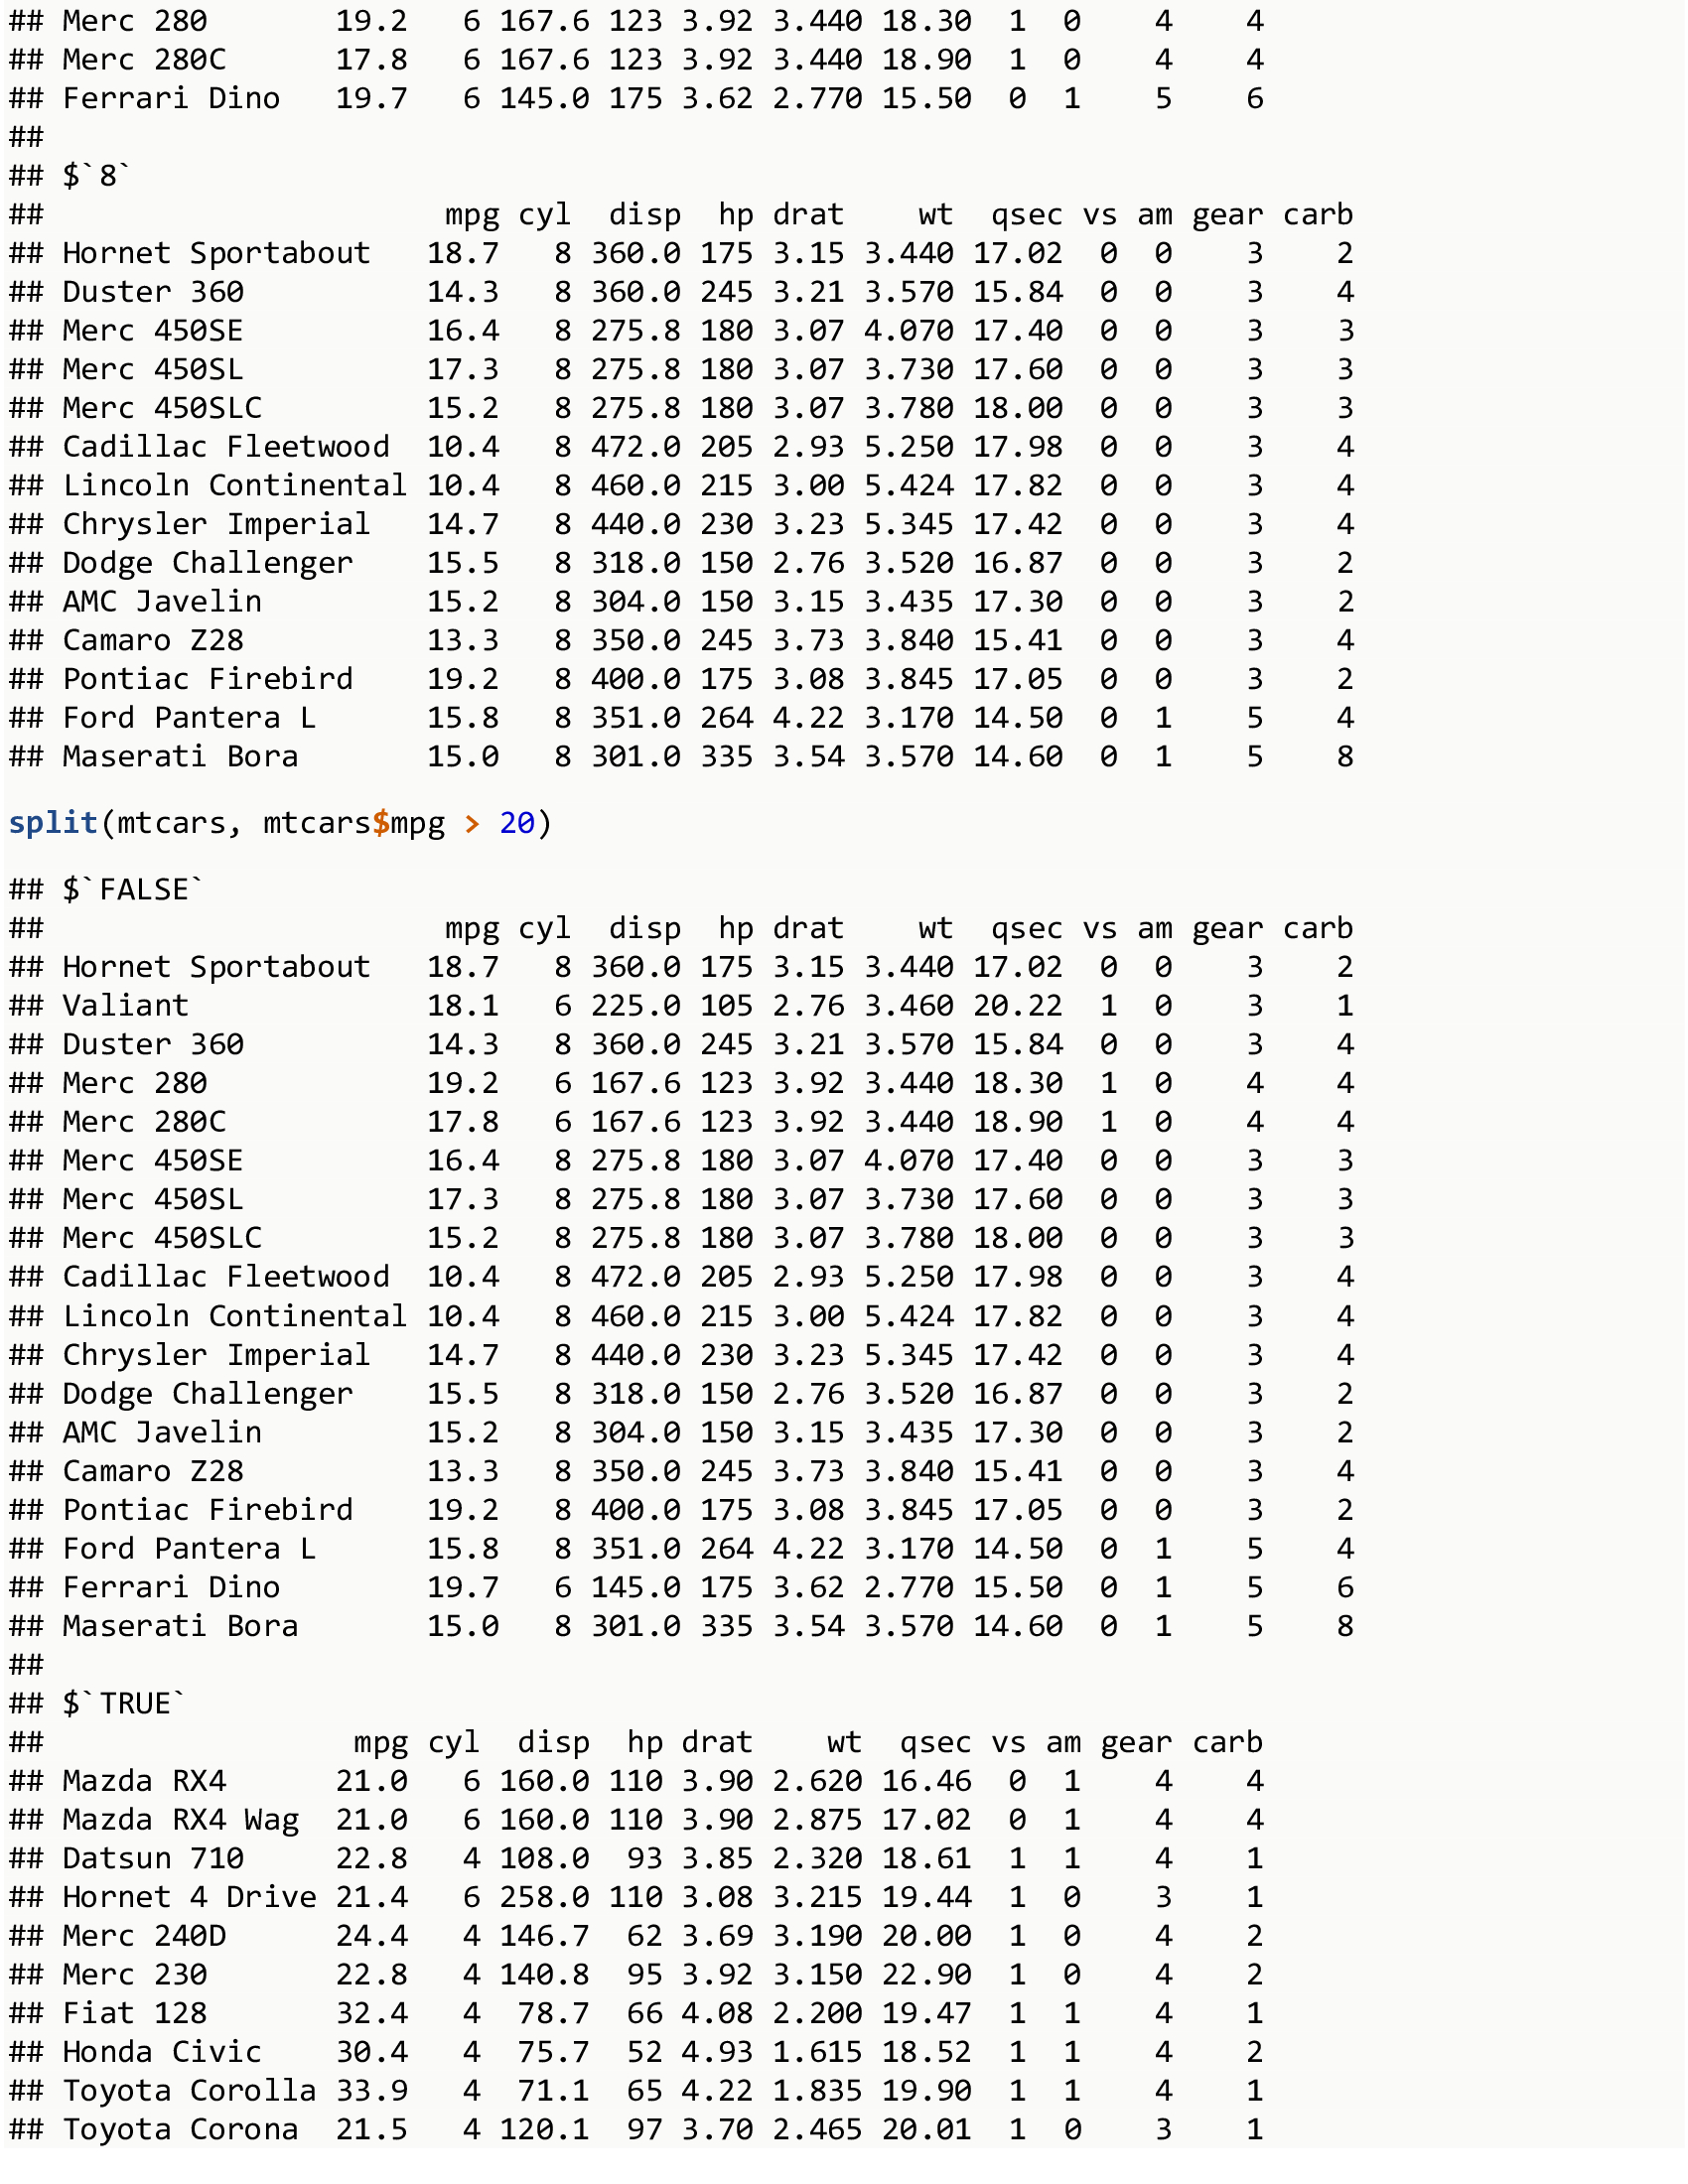 ## Merc 280       19.2   6 167.6 123 3.92 3.440 18.30  1  0    4    4
## Merc 280C      17.8   6 167.6 123 3.92 3.440 18.90  1  0    4    4
## Ferrari Dino   19.7   6 145.0 175 3.62 2.770 15.50  0  1    5    6
##
## $`8`
##                      mpg cyl  disp  hp drat    wt  qsec vs am gear carb
## Hornet Sportabout   18.7   8 360.0 175 3.15 3.440 17.02  0  0    3    2
## Duster 360          14.3   8 360.0 245 3.21 3.570 15.84  0  0    3    4
## Merc 450SE          16.4   8 275.8 180 3.07 4.070 17.40  0  0    3    3
## Merc 450SL          17.3   8 275.8 180 3.07 3.730 17.60  0  0    3    3
## Merc 450SLC         15.2   8 275.8 180 3.07 3.780 18.00  0  0    3    3
## Cadillac Fleetwood  10.4   8 472.0 205 2.93 5.250 17.98  0  0    3    4
## Lincoln Continental 10.4   8 460.0 215 3.00 5.424 17.82  0  0    3    4
## Chrysler Imperial   14.7   8 440.0 230 3.23 5.345 17.42  0  0    3    4
## Dodge Challenger    15.5   8 318.0 150 2.76 3.520 16.87  0  0    3    2
## AMC Javelin         15.2   8 304.0 150 3.15 3.435 17.30  0  0    3    2
## Camaro Z28          13.3   8 350.0 245 3.73 3.840 15.41  0  0    3    4
## Pontiac Firebird    19.2   8 400.0 175 3.08 3.845 17.05  0  0    3    2
## Ford Pantera L      15.8   8 351.0 264 4.22 3.170 14.50  0  1    5    4
## Maserati Bora       15.0   8 301.0 335 3.54 3.570 14.60  0  1    5    8
split(mtcars, mtcars$mpg > 20)
## $`FALSE`
##                      mpg cyl  disp  hp drat    wt  qsec vs am gear carb
## Hornet Sportabout   18.7   8 360.0 175 3.15 3.440 17.02  0  0    3    2
## Valiant             18.1   6 225.0 105 2.76 3.460 20.22  1  0    3    1
## Duster 360          14.3   8 360.0 245 3.21 3.570 15.84  0  0    3    4
## Merc 280            19.2   6 167.6 123 3.92 3.440 18.30  1  0    4    4
## Merc 280C           17.8   6 167.6 123 3.92 3.440 18.90  1  0    4    4
## Merc 450SE          16.4   8 275.8 180 3.07 4.070 17.40  0  0    3    3
## Merc 450SL          17.3   8 275.8 180 3.07 3.730 17.60  0  0    3    3
## Merc 450SLC         15.2   8 275.8 180 3.07 3.780 18.00  0  0    3    3
## Cadillac Fleetwood  10.4   8 472.0 205 2.93 5.250 17.98  0  0    3    4
## Lincoln Continental 10.4   8 460.0 215 3.00 5.424 17.82  0  0    3    4
## Chrysler Imperial   14.7   8 440.0 230 3.23 5.345 17.42  0  0    3    4
## Dodge Challenger    15.5   8 318.0 150 2.76 3.520 16.87  0  0    3    2
## AMC Javelin         15.2   8 304.0 150 3.15 3.435 17.30  0  0    3    2
## Camaro Z28          13.3   8 350.0 245 3.73 3.840 15.41  0  0    3    4
## Pontiac Firebird    19.2   8 400.0 175 3.08 3.845 17.05  0  0    3    2
## Ford Pantera L      15.8   8 351.0 264 4.22 3.170 14.50  0  1    5    4
## Ferrari Dino        19.7   6 145.0 175 3.62 2.770 15.50  0  1    5    6
## Maserati Bora       15.0   8 301.0 335 3.54 3.570 14.60  0  1    5    8
##
## $`TRUE`
##                 mpg cyl  disp  hp drat    wt  qsec vs am gear carb
## Mazda RX4      21.0   6 160.0 110 3.90 2.620 16.46  0  1    4    4
## Mazda RX4 Wag  21.0   6 160.0 110 3.90 2.875 17.02  0  1    4    4
## Datsun 710     22.8   4 108.0  93 3.85 2.320 18.61  1  1    4    1
## Hornet 4 Drive 21.4   6 258.0 110 3.08 3.215 19.44  1  0    3    1
## Merc 240D      24.4   4 146.7  62 3.69 3.190 20.00  1  0    4    2
## Merc 230       22.8   4 140.8  95 3.92 3.150 22.90  1  0    4    2
## Fiat 128       32.4   4  78.7  66 4.08 2.200 19.47  1  1    4    1
## Honda Civic    30.4   4  75.7  52 4.93 1.615 18.52  1  1    4    2
## Toyota Corolla 33.9   4  71.1  65 4.22 1.835 19.90  1  1    4    1
## Toyota Corona  21.5   4 120.1  97 3.70 2.465 20.01  1  0    3    1